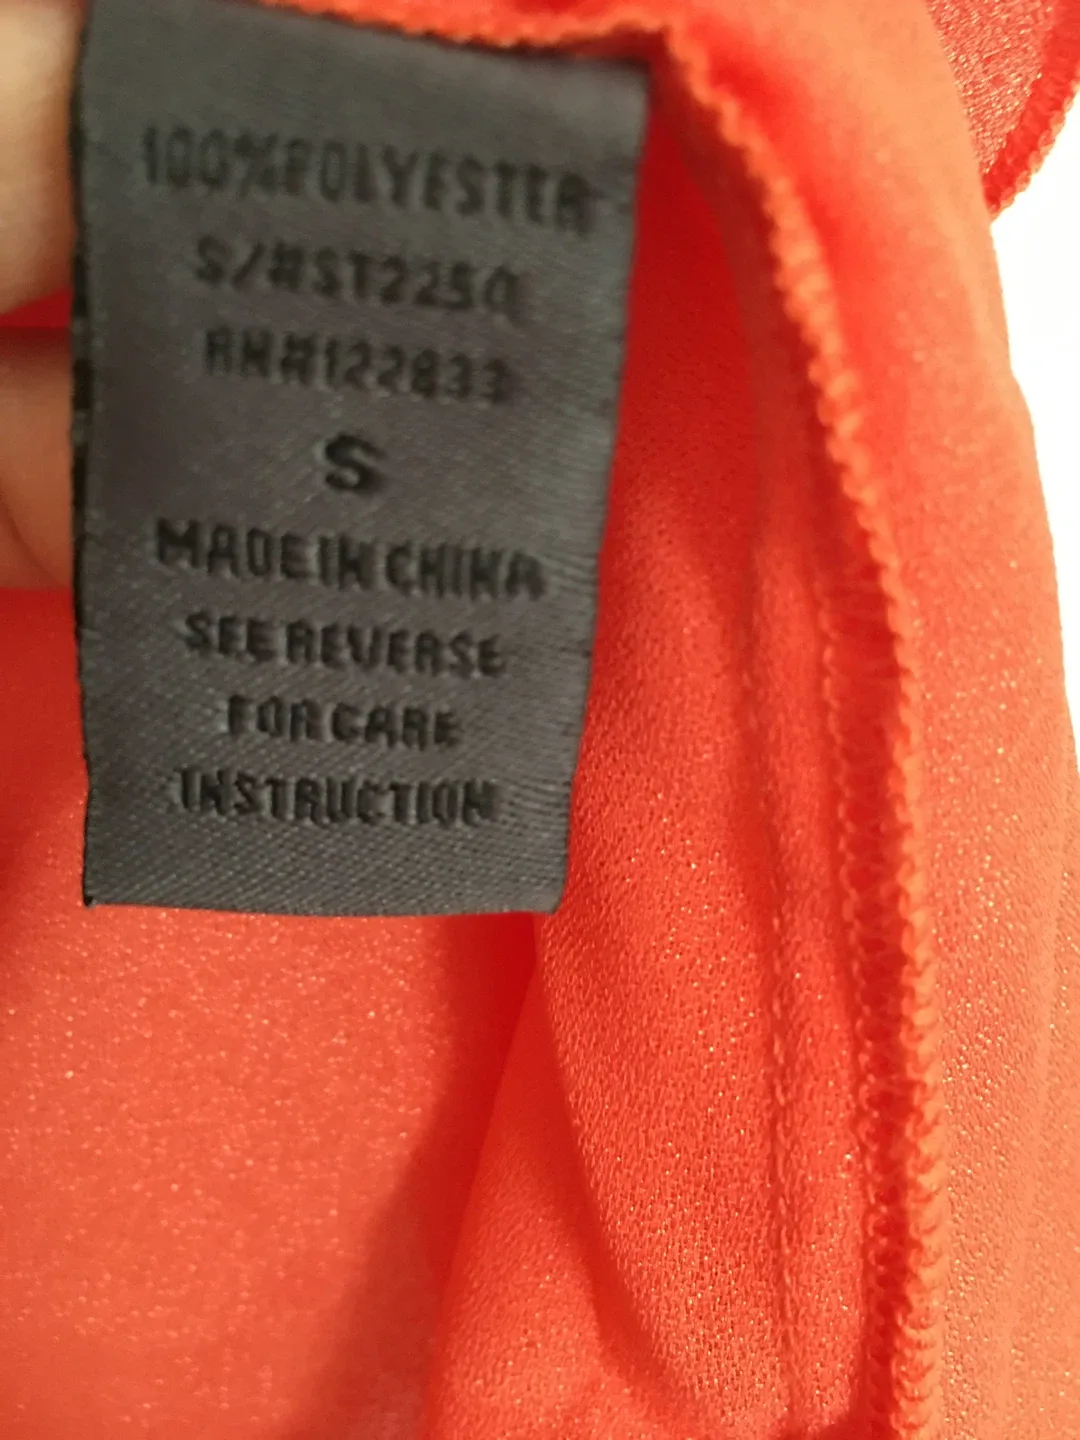 100%POLYESTER
S/#ST2250
RN#122833
S
MADE IN CHINA
SEE REVERSE
FOR CARE
INSTRUCTION